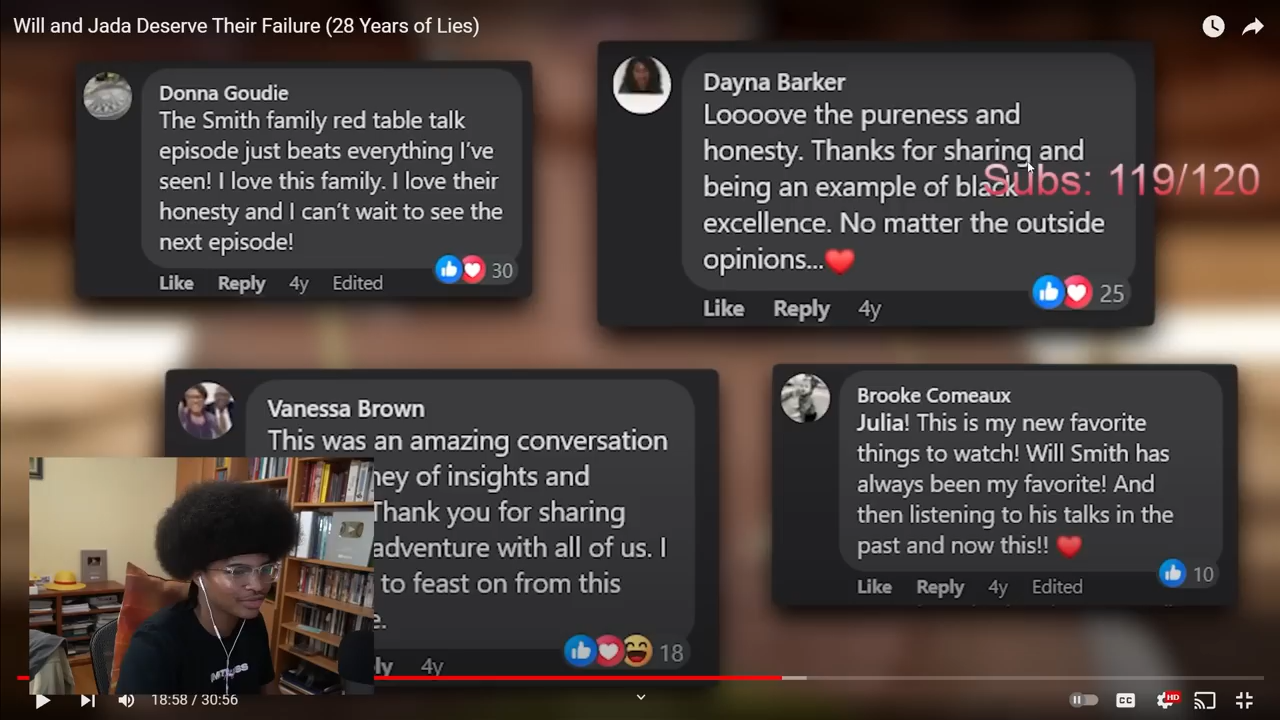 Will and Jada Deserve Their Failure (28 Years of Lies)
Donna Goudie
The Smith family red table talk
episode just beats everything I've
seen! I love this family. I love their
honesty and I can't wait to see the
next episode!
Like Reply 4y Edited
30
Dayna Barker
Loooove the pureness and
honesty. Thanks for sharing and
being an example of black
excellence. No matter the outside
opinions...❤️
Like Reply 4y
25
Subs: 119/120
Vanessa Brown
This was an amazing conversation
ney of insights and
Thank you for sharing
adventure with all of us. I
to feast on from this
e.
ly 4y
18
Brooke Comeaux
Julia! This is my new favorite
things to watch! Will Smith has
always been my favorite! And
then listening to his talks in the
past and now this!! ❤️
Like Reply 4y Edited
10
18:58 / 30:56
CC
HD